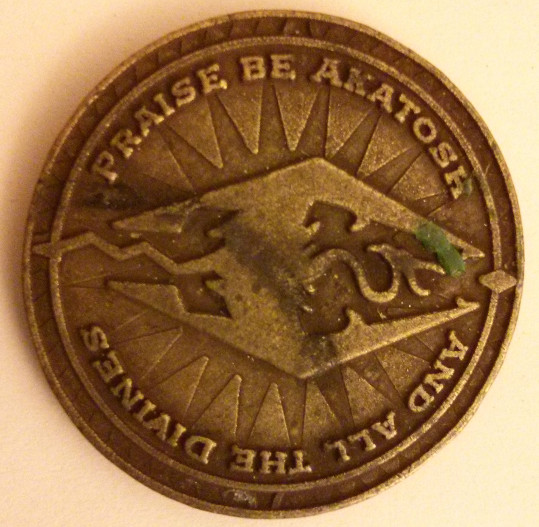 PRAISE BE AKATOSH
AND ALL THE DIVINES